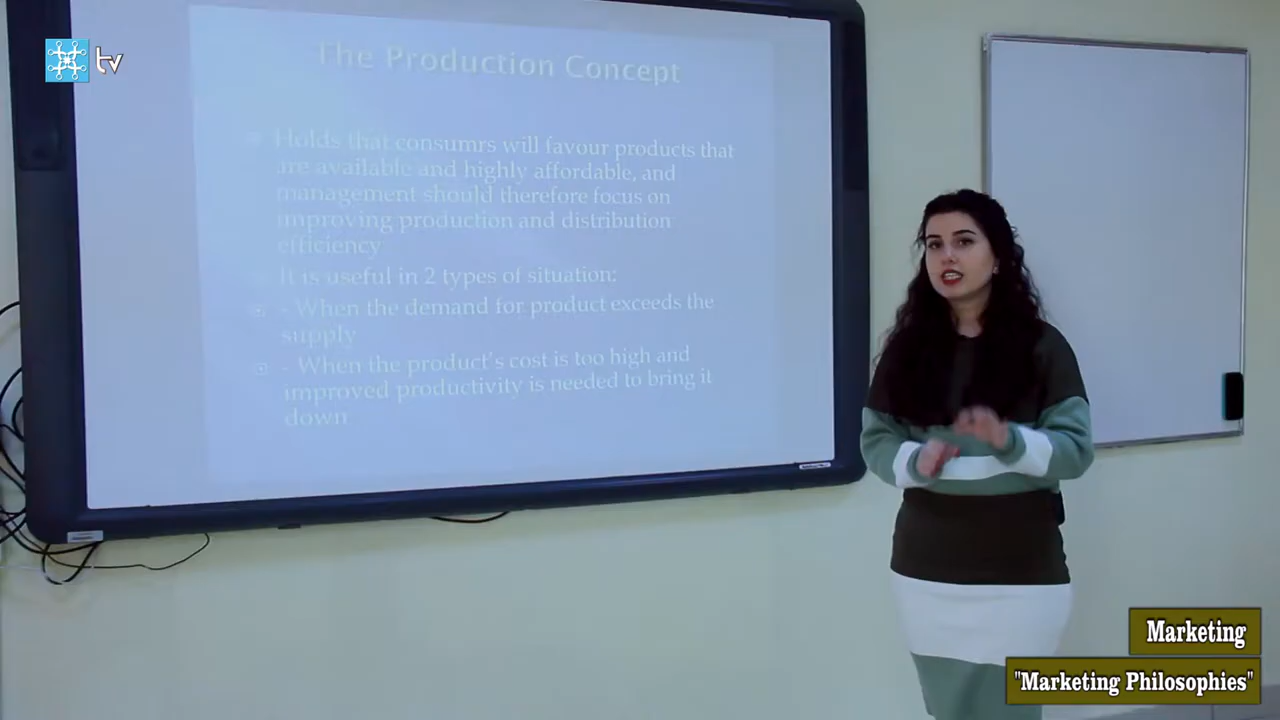 tv
The Production Concept
Holds that consumrs will favour products that
are available and highly affordable, and
management should therefore focus on
improving production and distribution
efficiency
It is useful in 2 types of situation:
- When the demand for product exceeds the
supply
- When the product's cost is too high and
improved productivity is needed to bring it
down
Marketing
"Marketing Philosophies"